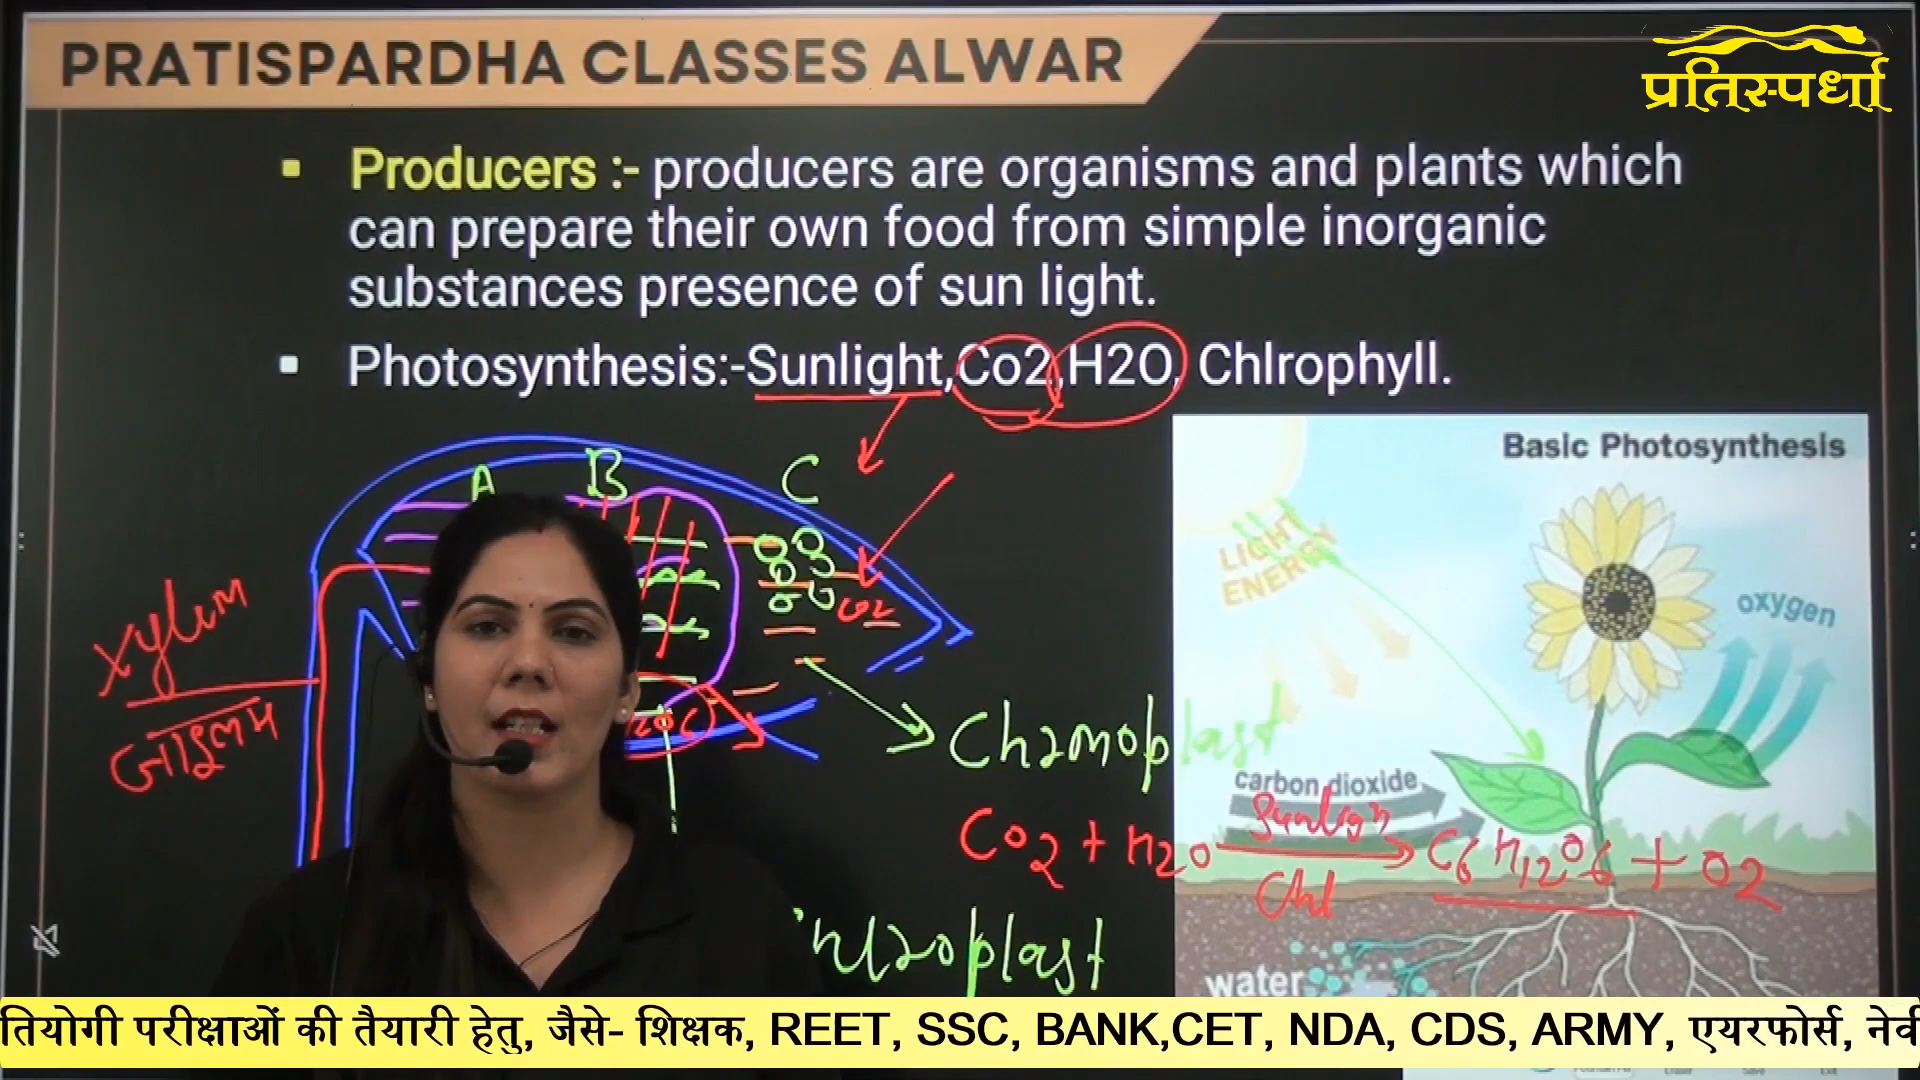 PRATISPARDHA CLASSES ALWAR
प्रतिस्पर्धा
▪ Producers :- producers are organisms and plants which
can prepare their own food from simple inorganic
substances presence of sun light.
▪ Photosynthesis:-Sunlight,Co2,H2O, Chlrophyll.
Basic Photosynthesis
A B C
LIGHT
ENERGY
oxygen
CO2
xylem
जाइलम
Chromoplast
carbon dioxide
Sunligh
CO2 + H2O
C6H12O6 + O2
Chl
water
तियोगी परीक्षाओं की तैयारी हेतु, जैसे- शिक्षक, REET, SSC, BANK,CET, NDA, CDS, ARMY, एयरफोर्स, नेवी